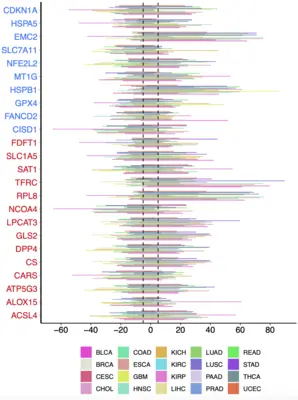 CDKN1A
HSPA5
EMC2
SLC7A11
NFE2L2
MT1G
HSPB1
GPX4
FANCD2
CISD1
FDFT1
SLC1A5
SAT1
TFRC
RPL8
NCOA4
LPCAT3
GLS2
DPP4
CS
CARS
ATP5G3
ALOX15
ACSL4
-60 -40 -20 0 20 40 60 80
BLCA COAD KICH LUAD READ
BRCA ESCA KIRC LUSC STAD
CESC GBM KIRP PAAD THCA
CHOL HNSC LIHC PRAD UCEC